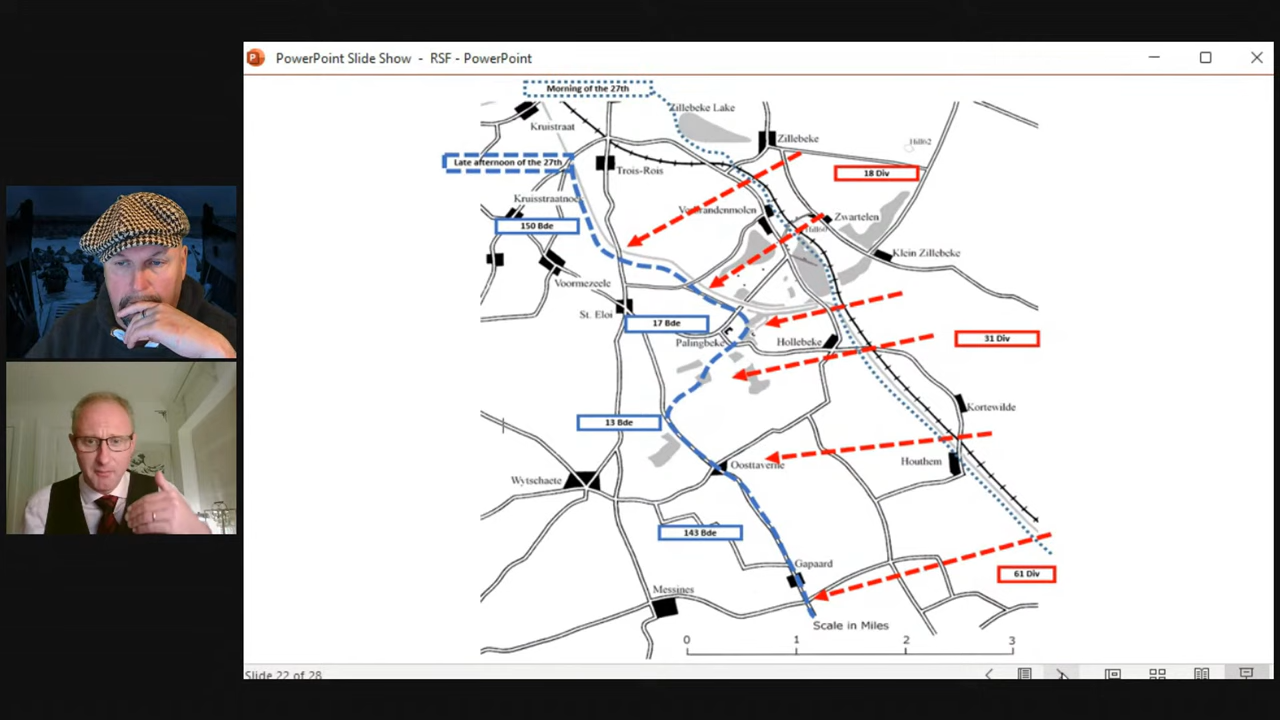 PowerPoint Slide Show - RSF - PowerPoint
Morning of the 27th
Zillebeke Lake
Kruistraat
Zillebeke
Hill62
Late afternoon of the 27th
Trois-Rois
18 Div
Kruisstraatnoek
Verbrandenmolen
Zwartelen
150 Bde
Hill60
Klein Zillebeke
Voormezeele
St. Eloi
17 Bde
Palingbeke
Hollebeke
31 Div
Kortewilde
13 Bde
Oosttaverne
Houthem
Wytschaete
143 Bde
Gapaard
61 Div
Messines
Scale in Miles
0 1 2 3
Slide 22 of 28